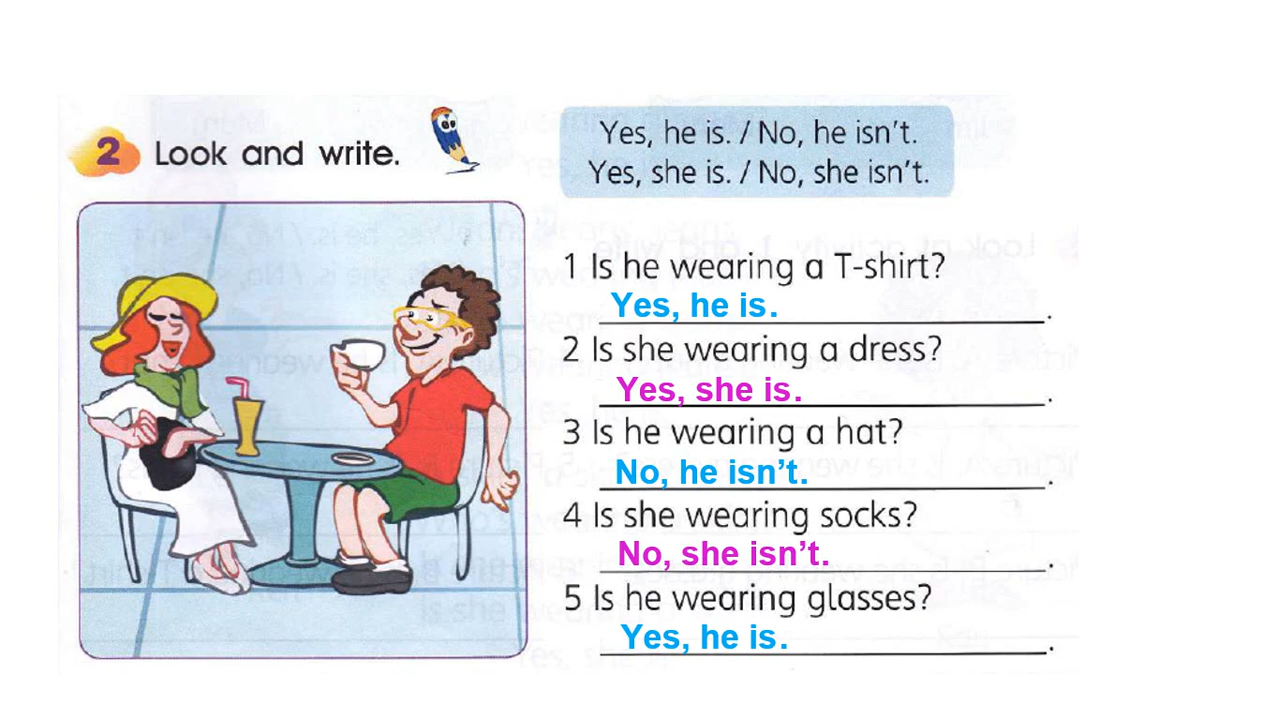 2 Look and write.
Yes, he is. / No, he isn't.
Yes, she is. / No, she isn't.
1 Is he wearing a T-shirt?
Yes, he is.
2 Is she wearing a dress?
Yes, she is.
3 Is he wearing a hat?
No, he isn't.
4 Is she wearing socks?
No, she isn't.
5 Is he wearing glasses?
Yes, he is.